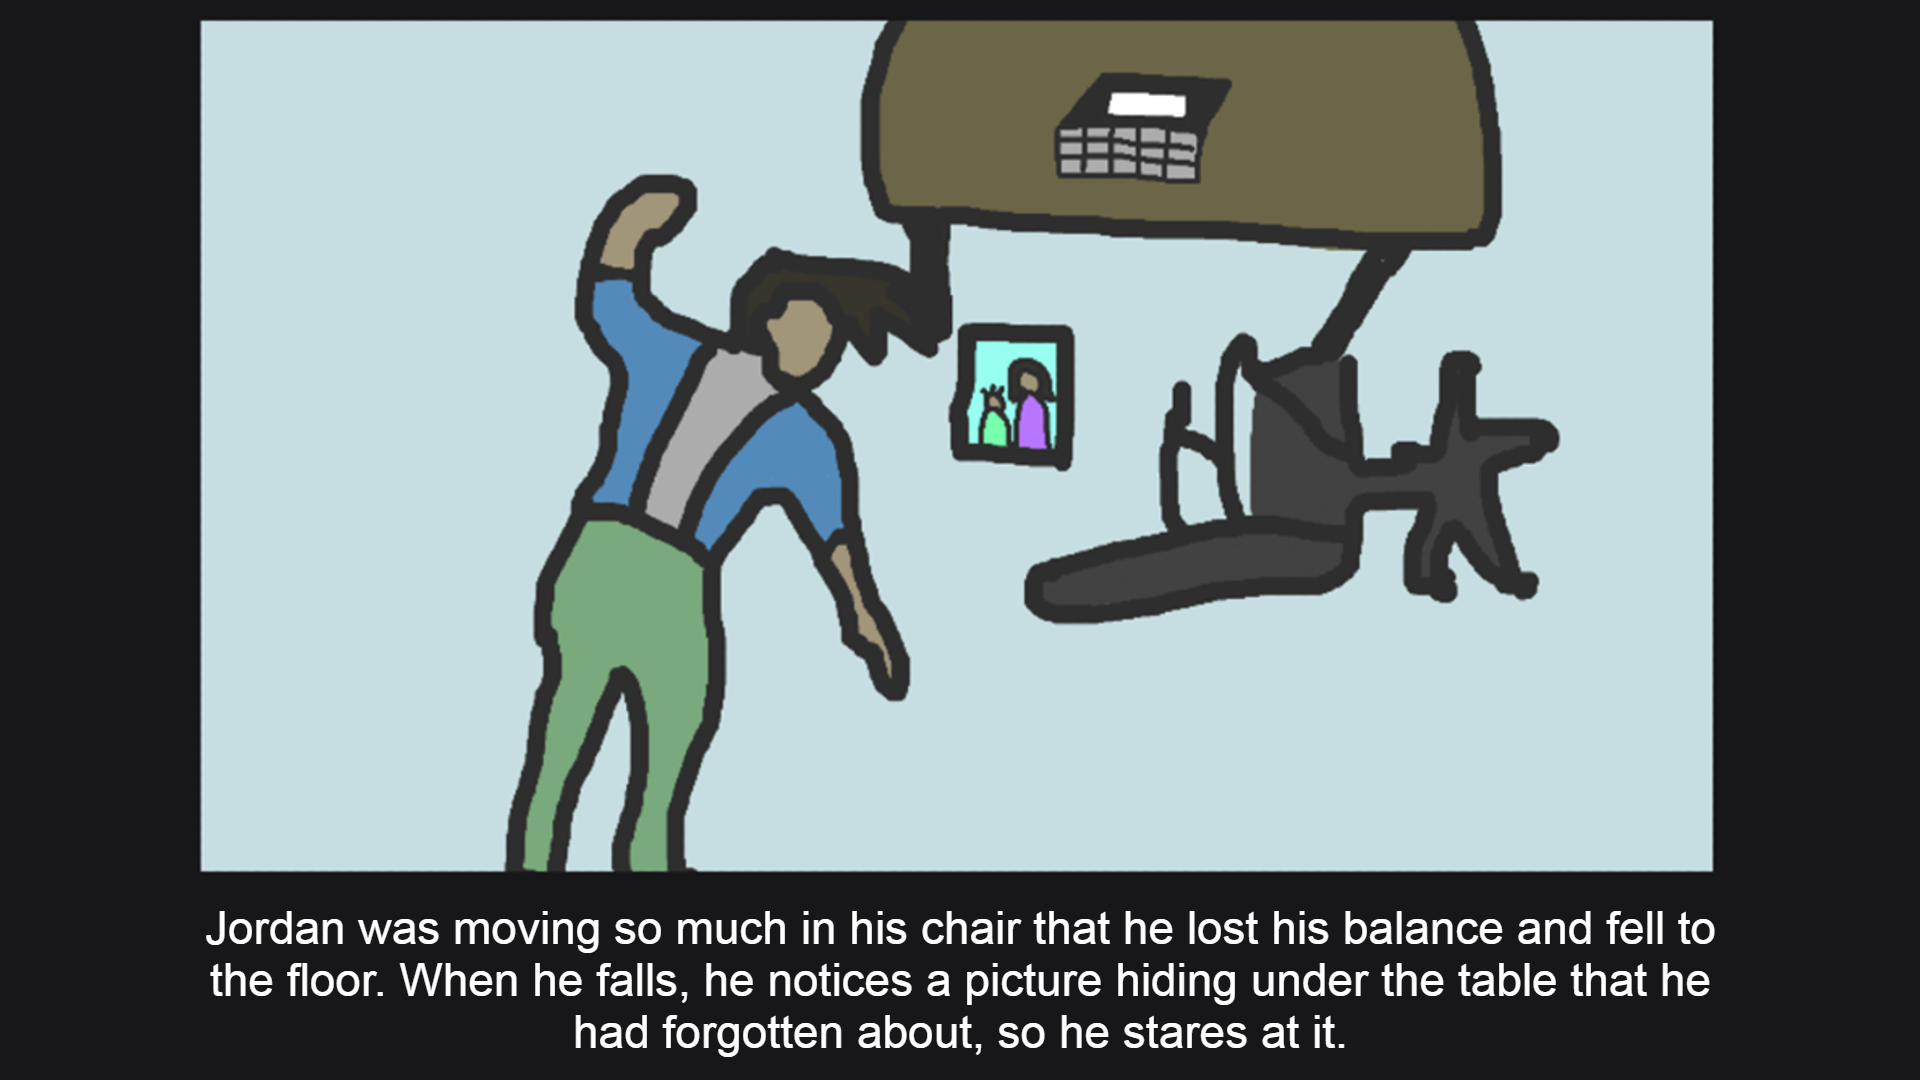 Jordan was moving so much in his chair that he lost his balance and fell to
the floor. When he falls, he notices a picture hiding under the table that he
had forgotten about, so he stares at it.